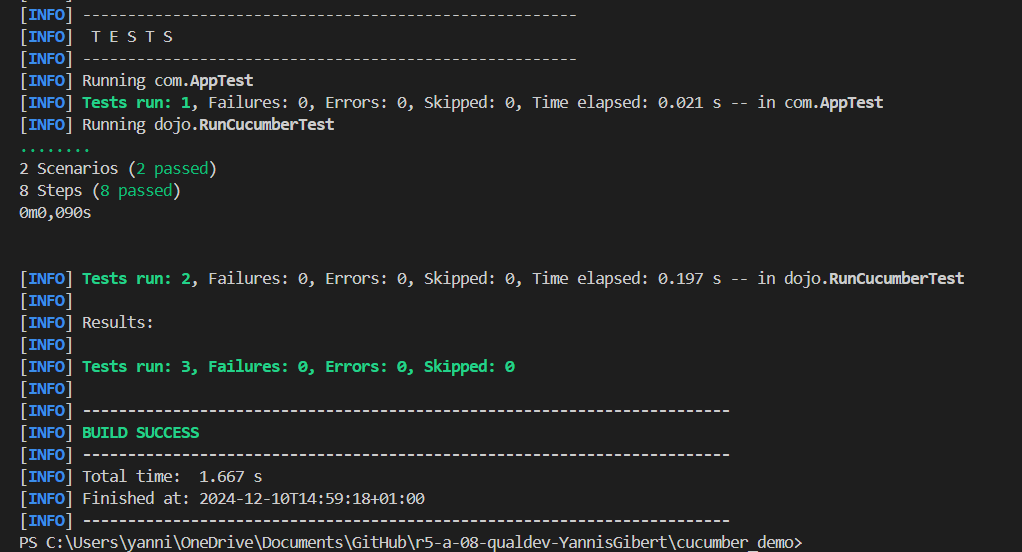 [INFO] -------------------------------------------------------
[INFO]  T E S T S
[INFO] -------------------------------------------------------
[INFO] Running com.AppTest
[INFO] Tests run: 1, Failures: 0, Errors: 0, Skipped: 0, Time elapsed: 0.021 s -- in com.AppTest
[INFO] Running dojo.RunCucumberTest
........
2 Scenarios (2 passed)
8 Steps (8 passed)
0m0,090s
[INFO] Tests run: 2, Failures: 0, Errors: 0, Skipped: 0, Time elapsed: 0.197 s -- in dojo.RunCucumberTest
[INFO]
[INFO] Results:
[INFO]
[INFO] Tests run: 3, Failures: 0, Errors: 0, Skipped: 0
[INFO]
[INFO] ------------------------------------------------------------------------
[INFO] BUILD SUCCESS
[INFO] ------------------------------------------------------------------------
[INFO] Total time:  1.667 s
[INFO] Finished at: 2024-12-10T14:59:18+01:00
[INFO] ------------------------------------------------------------------------
PS C:\Users\yanni\OneDrive\Documents\GitHub\r5-a-08-qualdev-YannisGibert\cucumber_demo>